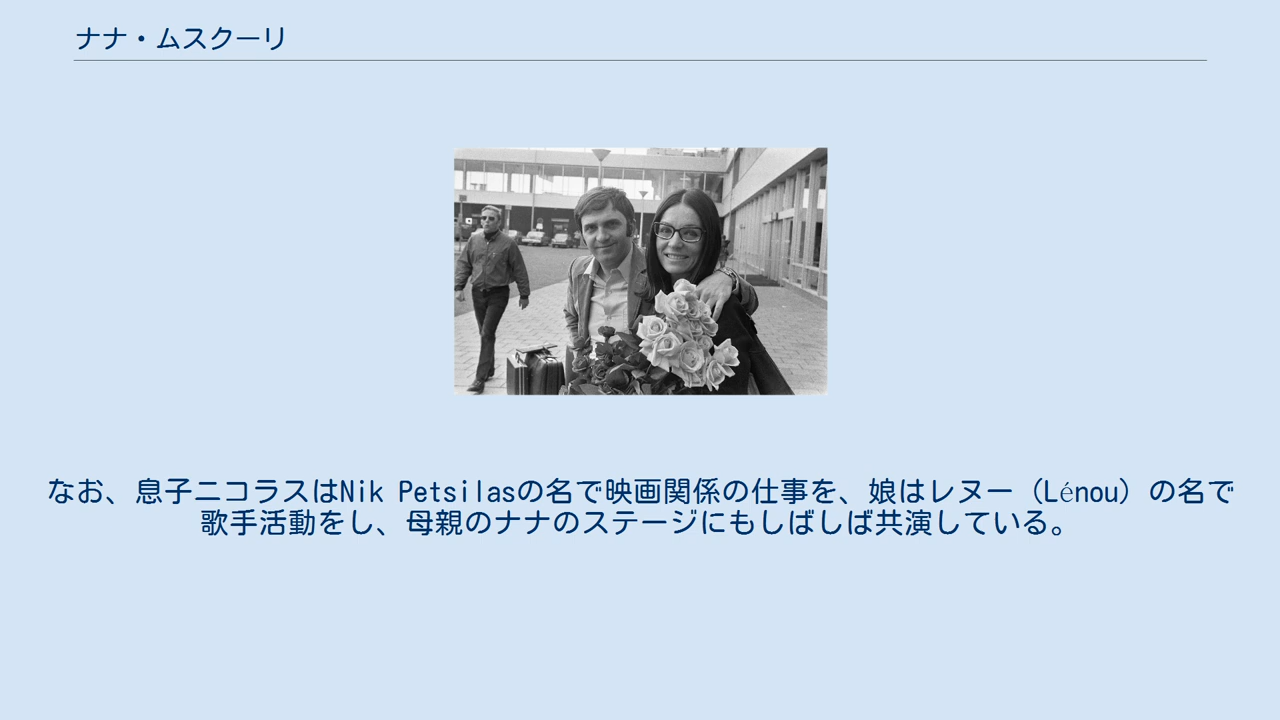 ナナ・ムスクーリ
なお、息子ニコラスはNik Petsilasの名で映画関係の仕事を、娘はレヌー（Lénou）の名で
歌手活動をし、母親のナナのステージにもしばしば共演している。